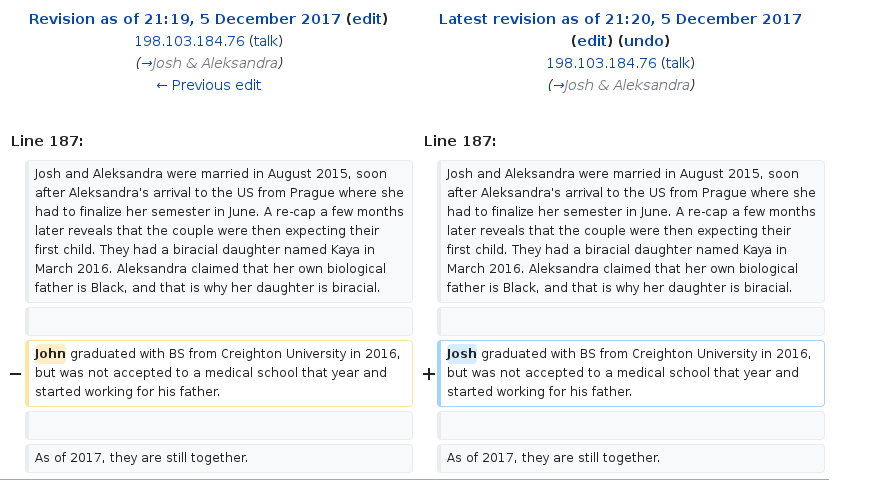 Revision as of 21:19, 5 December 2017 (edit)
198.103.184.76 (talk)
(→Josh & Aleksandra)
← Previous edit
Latest revision as of 21:20, 5 December 2017
(edit) (undo)
198.103.184.76 (talk)
(→Josh & Aleksandra)
Line 187:
Josh and Aleksandra were married in August 2015, soon
after Aleksandra's arrival to the US from Prague where she
had to finalize her semester in June. A re-cap a few months
later reveals that the couple were then expecting their
first child. They had a biracial daughter named Kaya in
March 2016. Aleksandra claimed that her own biological
father is Black, and that is why her daughter is biracial.
− John graduated with BS from Creighton University in 2016,
but was not accepted to a medical school that year and
started working for his father.
As of 2017, they are still together.
Line 187:
Josh and Aleksandra were married in August 2015, soon
after Aleksandra's arrival to the US from Prague where she
had to finalize her semester in June. A re-cap a few months
later reveals that the couple were then expecting their
first child. They had a biracial daughter named Kaya in
March 2016. Aleksandra claimed that her own biological
father is Black, and that is why her daughter is biracial.
+ Josh graduated with BS from Creighton University in 2016,
but was not accepted to a medical school that year and
started working for his father.
As of 2017, they are still together.